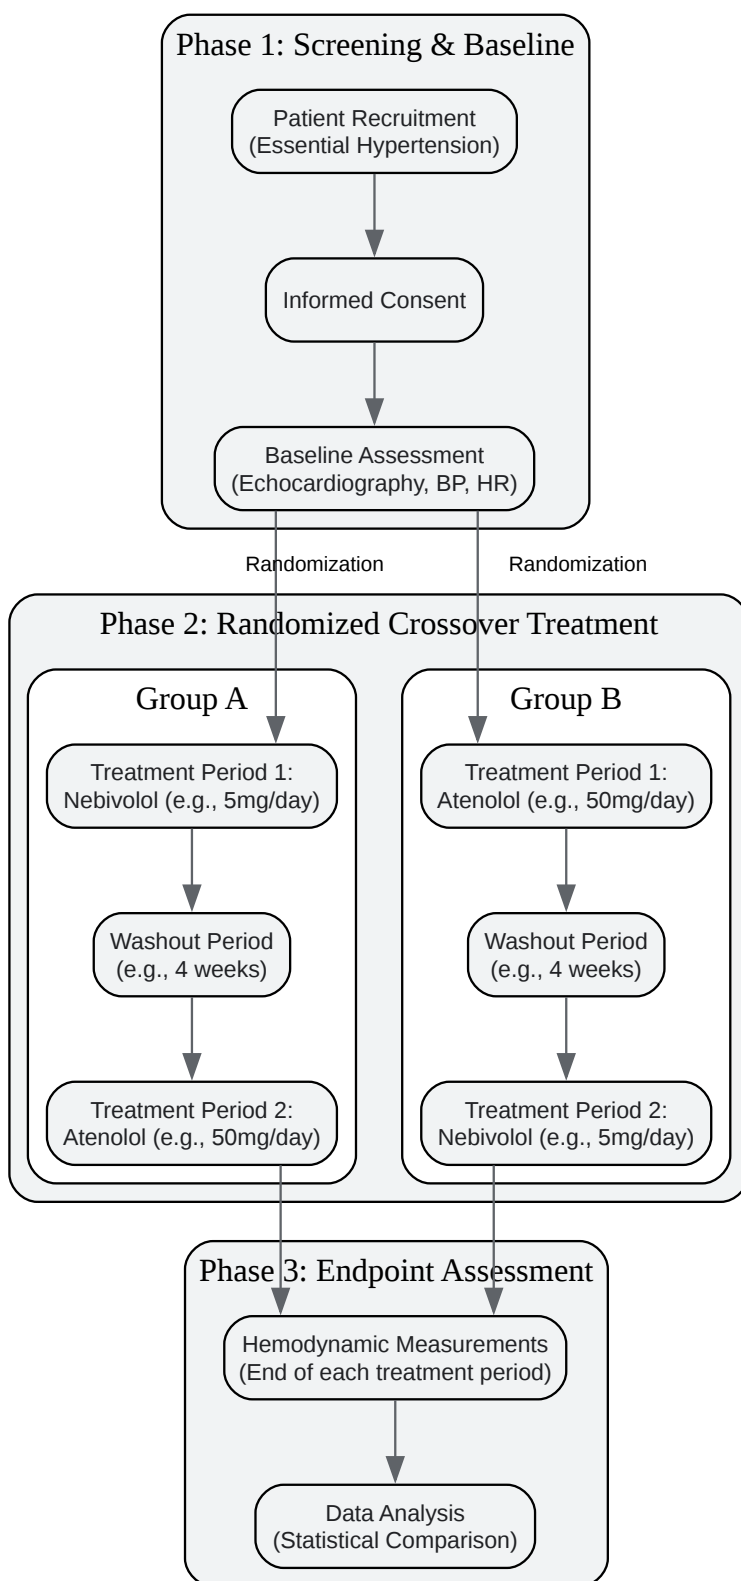 Phase 1: Screening & Baseline
Patient Recruitment
(Essential Hypertension)
Informed Consent
Baseline Assessment
(Echocardiography, BP, HR)
Randomization
Randomization
Phase 2: Randomized Crossover Treatment
Group A
Treatment Period 1:
Nebivolol (e.g., 5mg/day)
Washout Period
(e.g., 4 weeks)
Treatment Period 2:
Atenolol (e.g., 50mg/day)
Group B
Treatment Period 1:
Atenolol (e.g., 50mg/day)
Washout Period
(e.g., 4 weeks)
Treatment Period 2:
Nebivolol (e.g., 5mg/day)
Phase 3: Endpoint Assessment
Hemodynamic Measurements
(End of each treatment period)
Data Analysis
(Statistical Comparison)